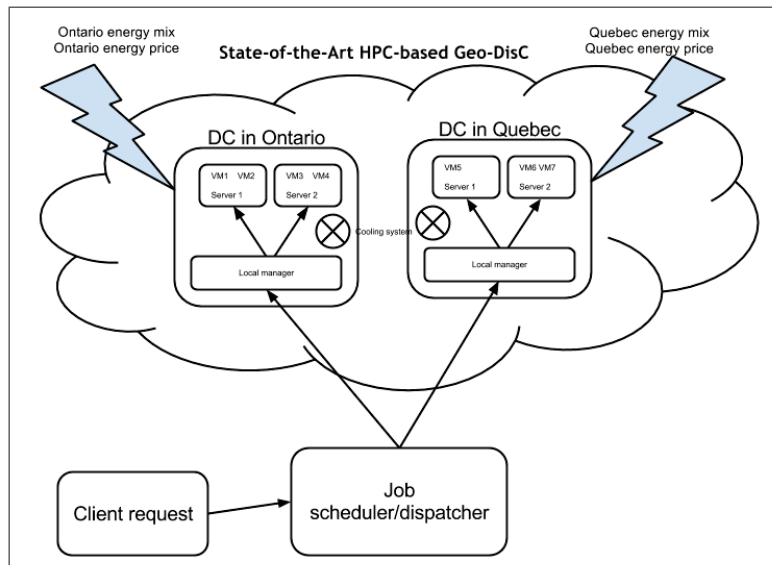 Ontario energy mix
Ontario energy price
Quebec energy mix
Quebec energy price
State-of-the-Art HPC-based Geo-DisC
DC in Ontario
DC in Quebec
VM1 VM2
Server 1
VM3 VM4
Server 2
VM5
Server 1
VM6 VM7
Server 2
Cooling system
Local manager
Local manager
Client request
Job
scheduler/dispatcher